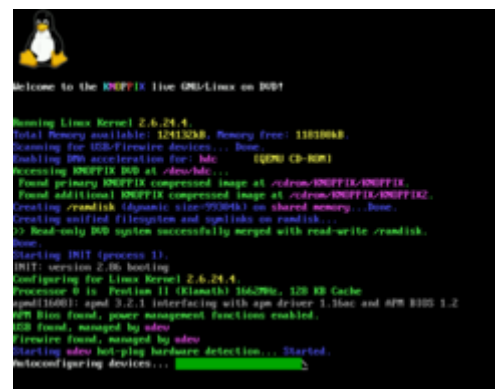 Welcome to the KNOPPIX live GNU/Linux on DVD!
Running Linux Kernel 2.6.24.4.
Total Memory available: 124132kB, Memory free: 118180kB.
Scanning for USB/Firewire devices... Done.
Enabling DMA acceleration for: hdc [QEMU CD-ROM]
Accessing KNOPPIX DVD at /dev/hdc...
Found primary KNOPPIX compressed image at /cdrom/KNOPPIX/KNOPPIX.
Found additional KNOPPIX compressed image at /cdrom/KNOPPIX/KNOPPIX2.
Creating /ramdisk (dynamic size=99304k) on shared memory...Done.
Creating unified filesystem and symlinks on ramdisk...
>> Read-only DVD system successfully merged with read-write /ramdisk.
Done.
Starting INIT (process 1).
INIT: version 2.86 booting
Configuring for Linux Kernel 2.6.24.4.
Processor 0 is Pentium II (Klamath) 1662MHz, 128 KB Cache
apmd[1608]: apmd 3.2.1 interfacing with apm driver 1.16ac and APM BIOS 1.2
APM Bios found, power management functions enabled.
USB found, managed by udev
Firewire found, managed by udev
Starting udev hot-plug hardware detection... Started.
Autoconfiguring devices...